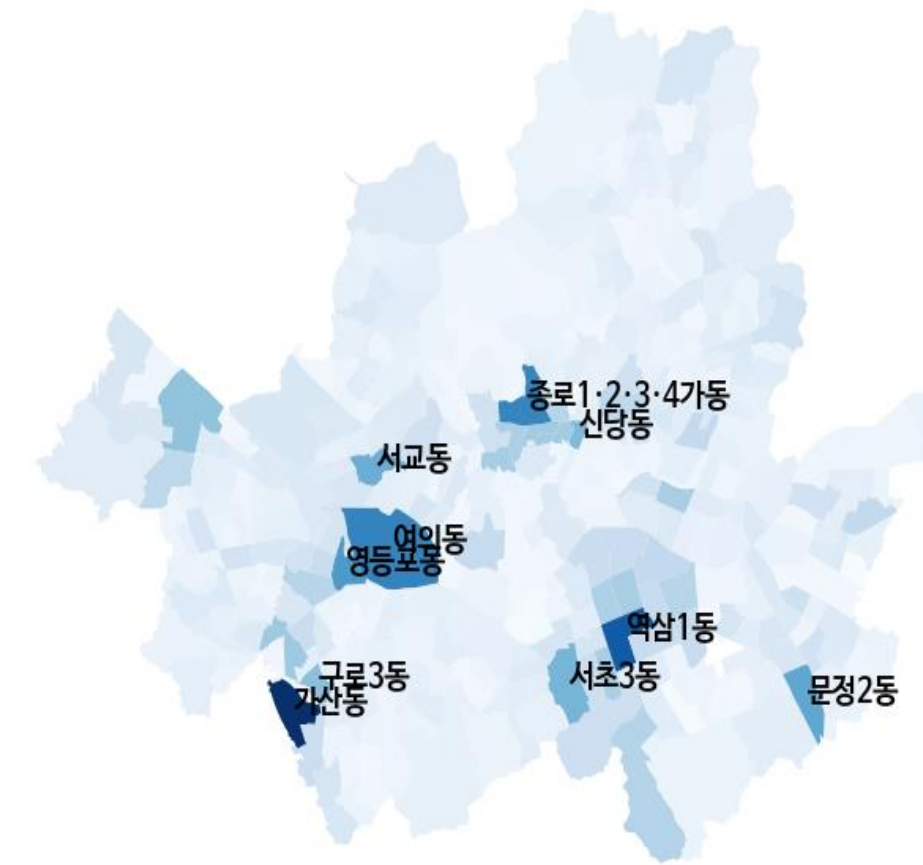 종로1·2·3·4가동
신당동
서교동
여의동
영등포동
역삼1동
구로3동
가산동
서초3동
문정2동